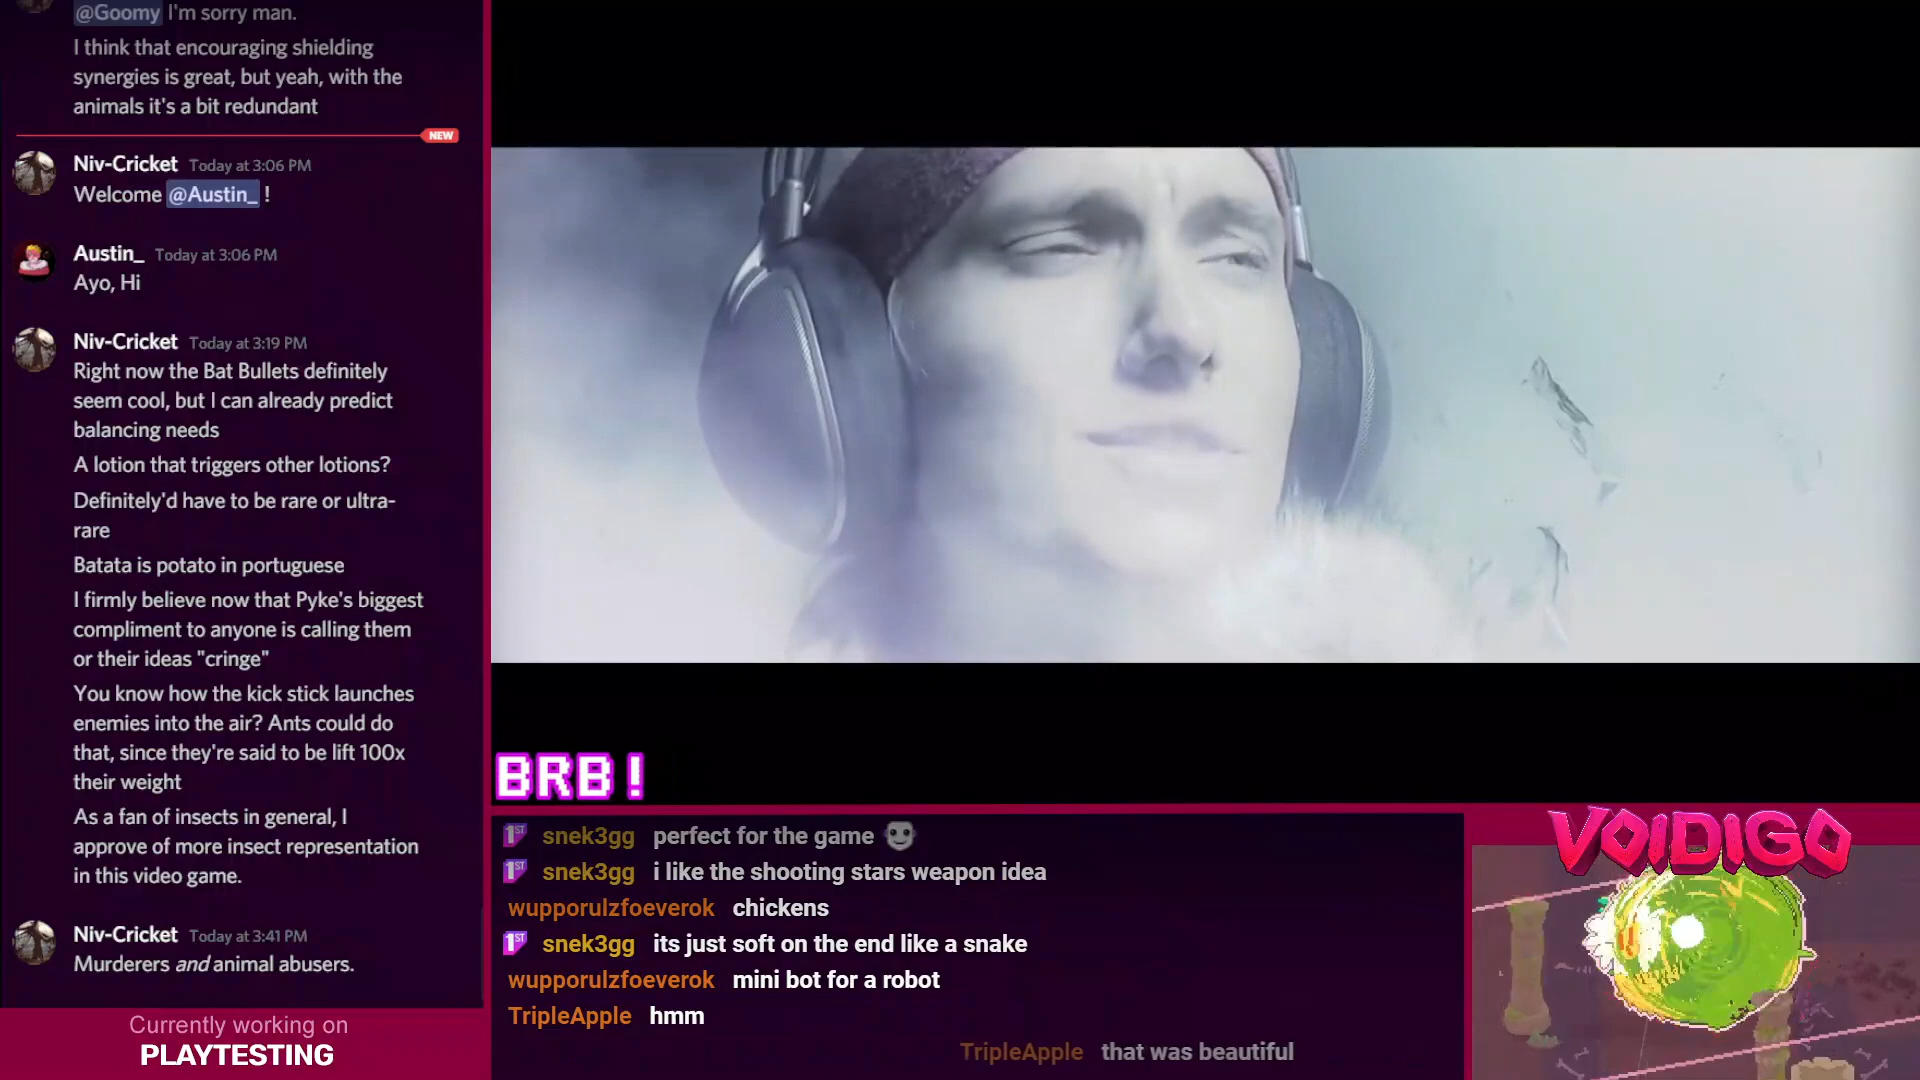 @Goomy I'm sorry man.
I think that encouraging shielding
synergies is great, but yeah, with the
animals it's a bit redundant
NEW
Niv-Cricket Today at 3:06 PM
Welcome @Austin_ !
Austin_ Today at 3:06 PM
Ayo, Hi
Niv-Cricket Today at 3:19 PM
Right now the Bat Bullets definitely
seem cool, but I can already predict
balancing needs
A lotion that triggers other lotions?
Definitely'd have to be rare or ultra-
rare
Batata is potato in portuguese
I firmly believe now that Pyke's biggest
compliment to anyone is calling them
or their ideas "cringe"
You know how the kick stick launches
enemies into the air? Ants could do
that, since they're said to be lift 100x
their weight
As a fan of insects in general, I
approve of more insect representation
in this video game.
Niv-Cricket Today at 3:41 PM
Murderers and animal abusers.
Currently working on
PLAYTESTING
BRB!
1ST snek3gg perfect for the game
1ST snek3gg i like the shooting stars weapon idea
wupporulzfoeverok chickens
1ST snek3gg its just soft on the end like a snake
wupporulzfoeverok mini bot for a robot
TripleApple hmm
TripleApple that was beautiful
VOIDIGO